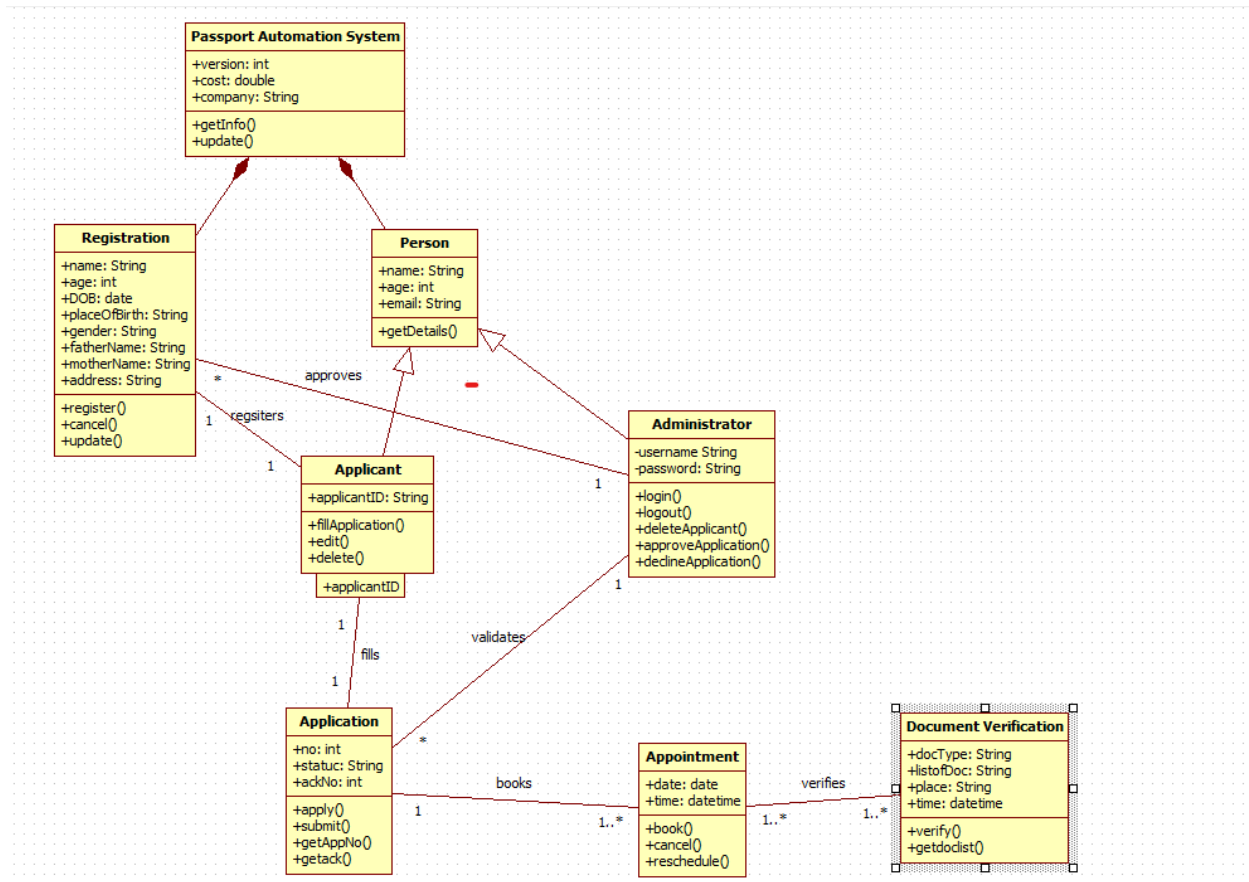 Passport Automation System
+version: int
+cost: double
+company: String
+getInfo()
+update()
Registration
+name: String
+age: int
+DOB: date
+placeOfBirth: String
+gender: String
+fatherName: String
+motherName: String
+address: String
+register()
+cancel()
+update()
Person
+name: String
+age: int
+email: String
+getDetails()
*
approves
1
1
regsiters
1
Administrator
-username String
-password: String
+login()
+logout()
+deleteApplicant()
+approveApplication()
+declineApplication()
Applicant
+applicantID: String
+fillApplication()
+edit()
+delete()
+applicantID
1
fills
1
1
validates
*
Application
+no: int
+statuc: String
+ackNo: int
+apply()
+submit()
+getAppNo()
+getack()
1
books
1..*
Appointment
+date: date
+time: datetime
+book()
+cancel()
+reschedule()
1..*
verifies
1..*
Document Verification
+docType: String
+listofDoc: String
+place: String
+time: datetime
+verify()
+getdoclist()